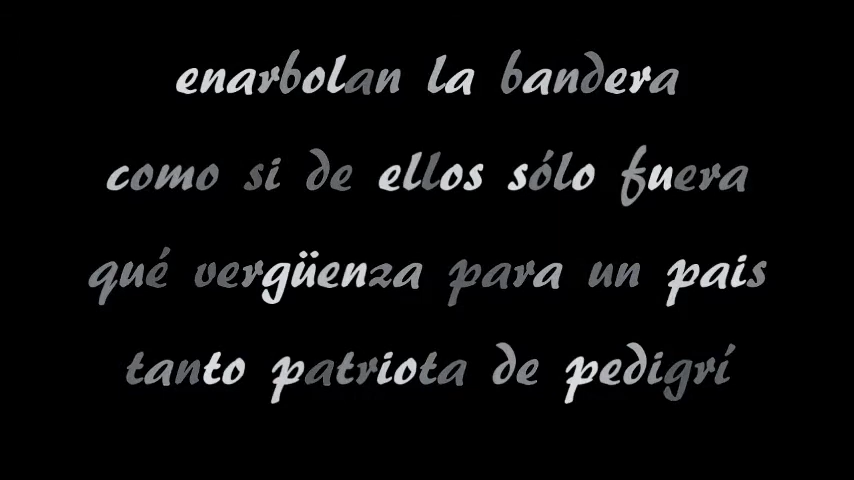 enarbolan la bandera
como si de ellos sólo fuera
qué vergüenza para un pais
tanto patriota de pedigrí